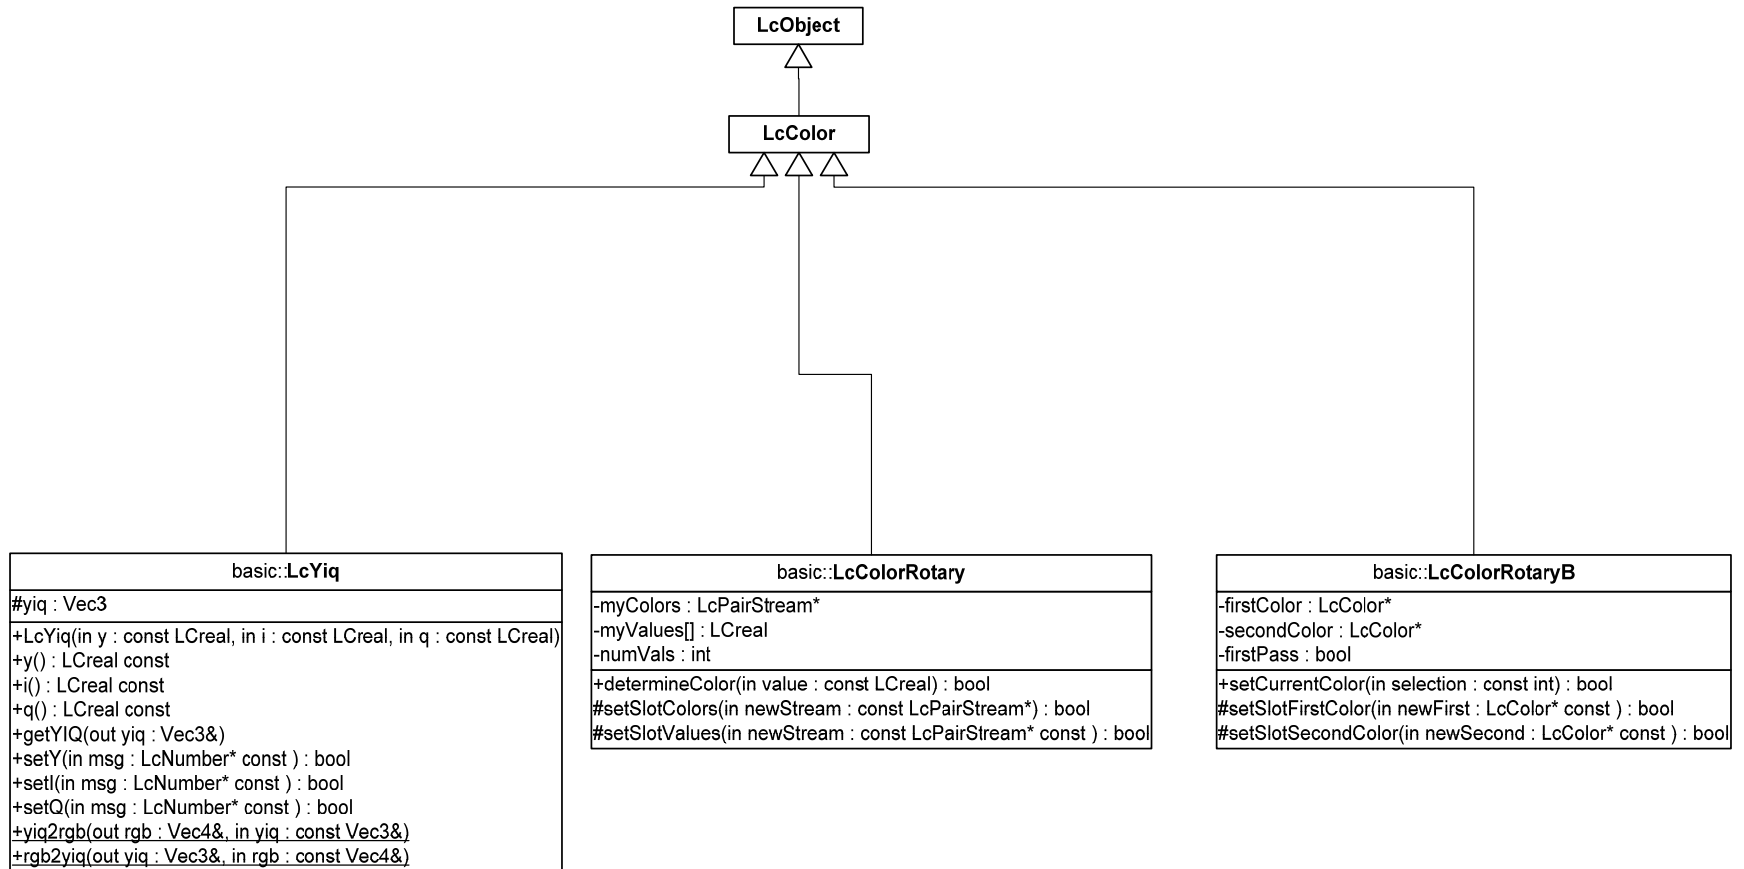 LcObject
LcColor
basic::LcYiq
#yiq : Vec3
+LcYiq(in y : const LCreal, in i : const LCreal, in q : const LCreal)
+y() : LCreal const
+i() : LCreal const
+q() : LCreal const
+getYIQ(out yiq : Vec3&)
+setY(in msg : LcNumber* const ) : bool
+setI(in msg : LcNumber* const ) : bool
+setQ(in msg : LcNumber* const ) : bool
+yiq2rgb(out rgb : Vec4&, in yiq : const Vec3&)
+rgb2yiq(out yiq : Vec3&, in rgb : const Vec4&)
basic::LcColorRotary
-myColors : LcPairStream*
-myValues[] : LCreal
-numVals : int
+determineColor(in value : const LCreal) : bool
#setSlotColors(in newStream : const LcPairStream*) : bool
#setSlotValues(in newStream : const LcPairStream* const ) : bool
basic::LcColorRotaryB
-firstColor : LcColor*
-secondColor : LcColor*
-firstPass : bool
+setCurrentColor(in selection : const int) : bool
#setSlotFirstColor(in newFirst : LcColor* const ) : bool
#setSlotSecondColor(in newSecond : LcColor* const ) : bool